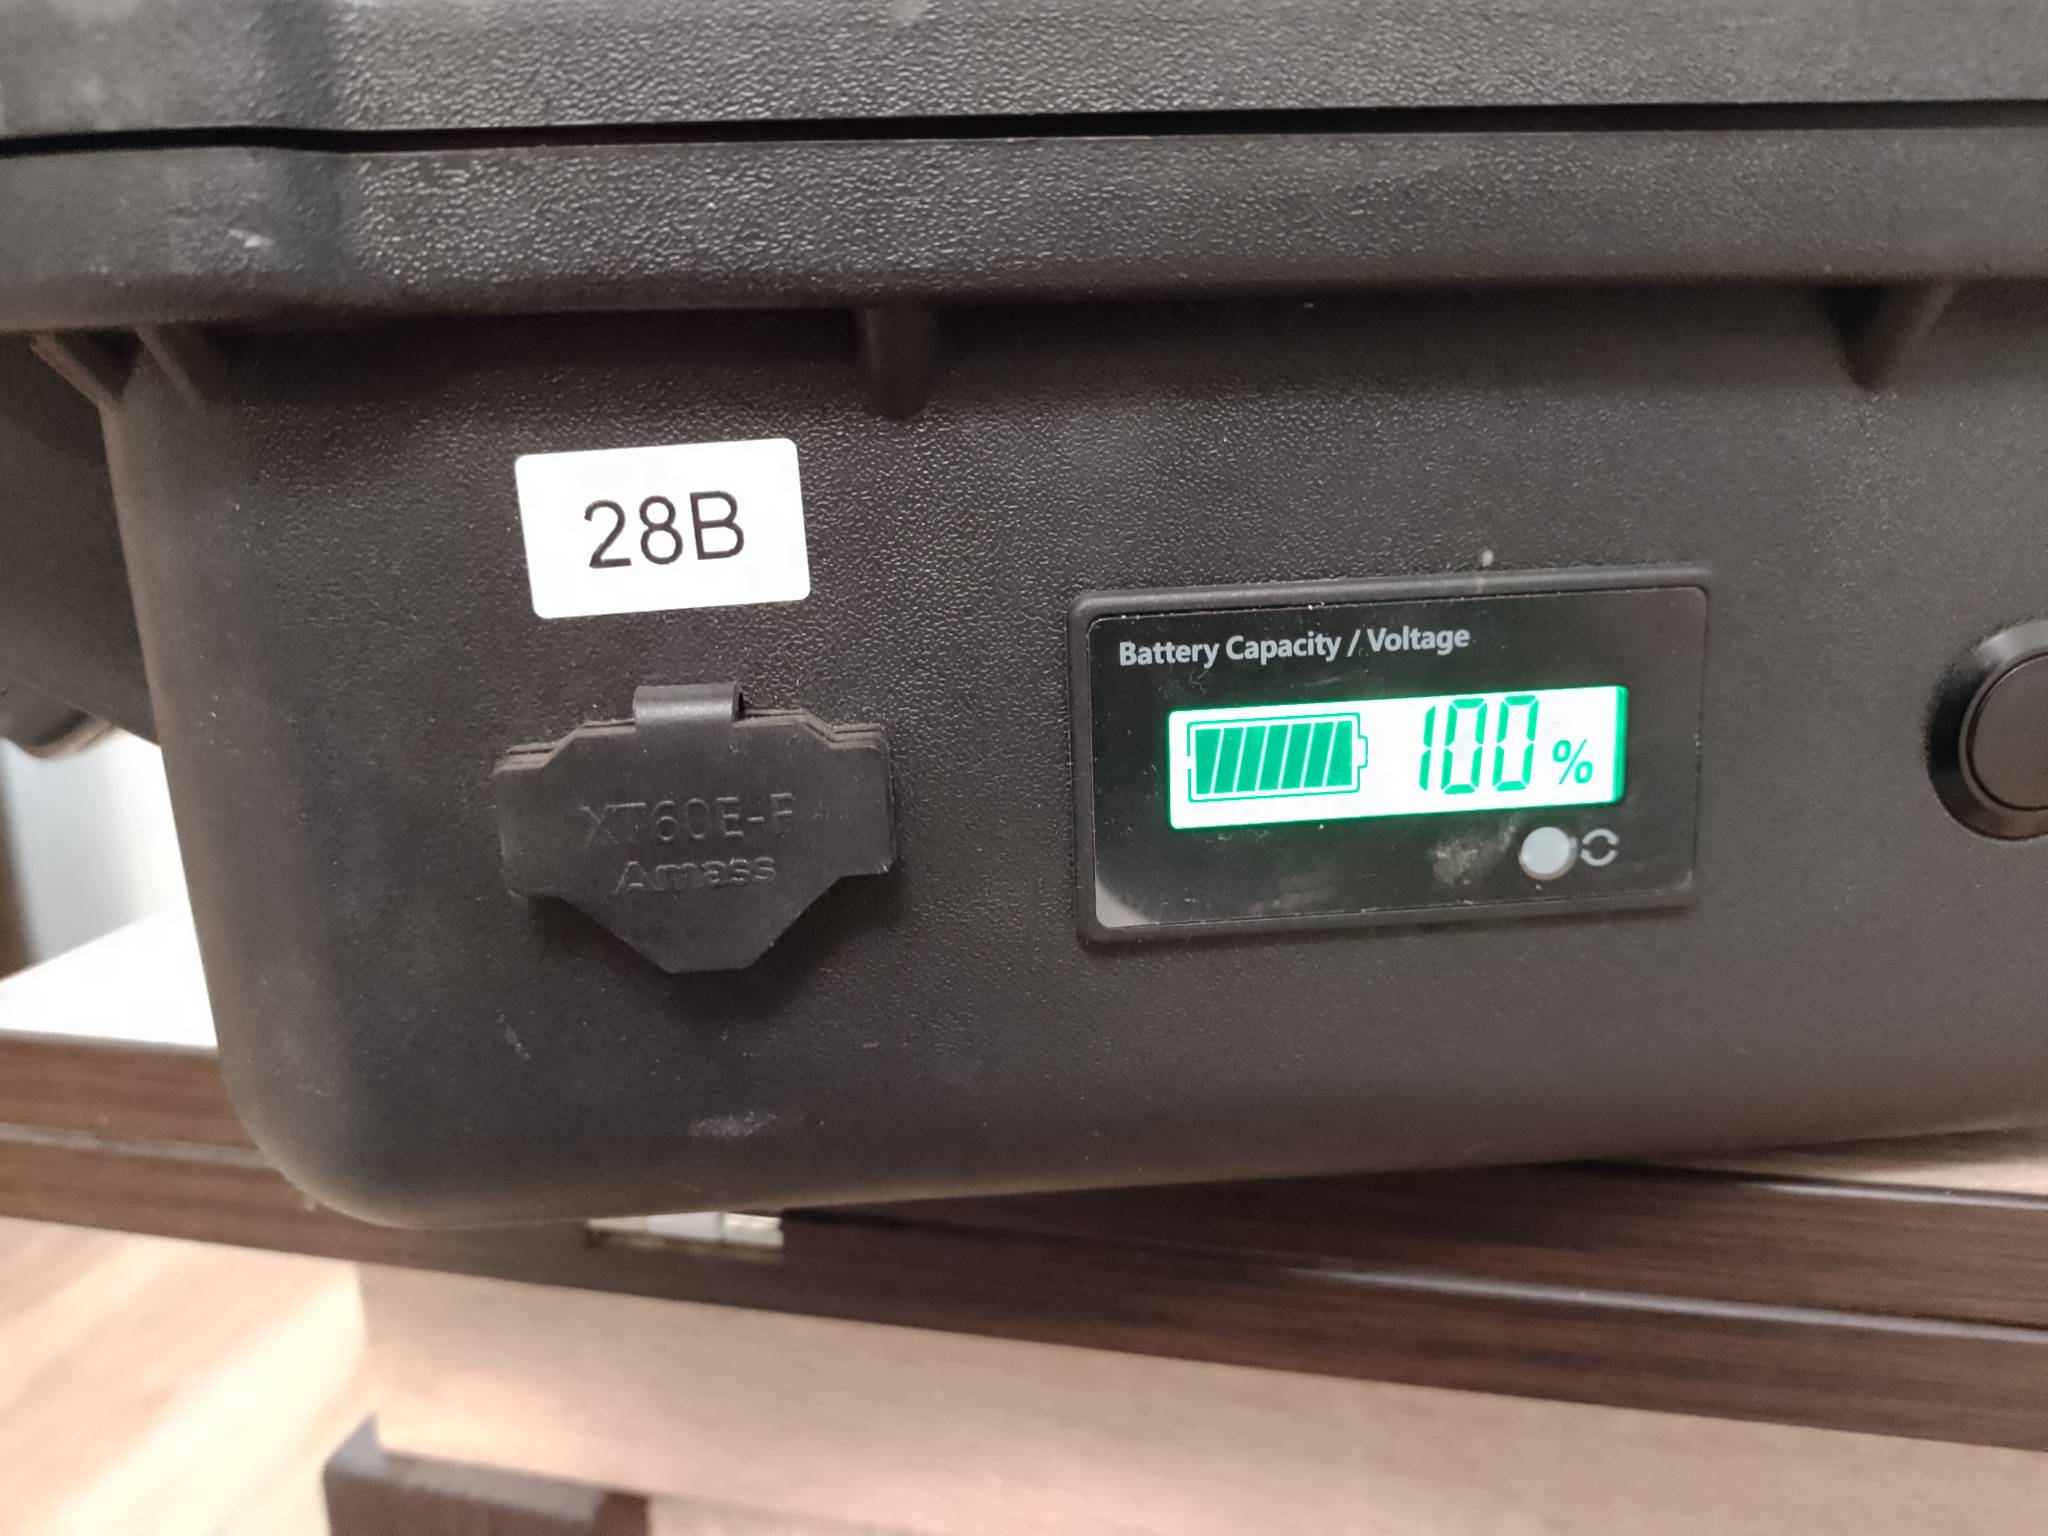 28B
Battery Capacity / Voltage
100 %
XT60E-F
Amass